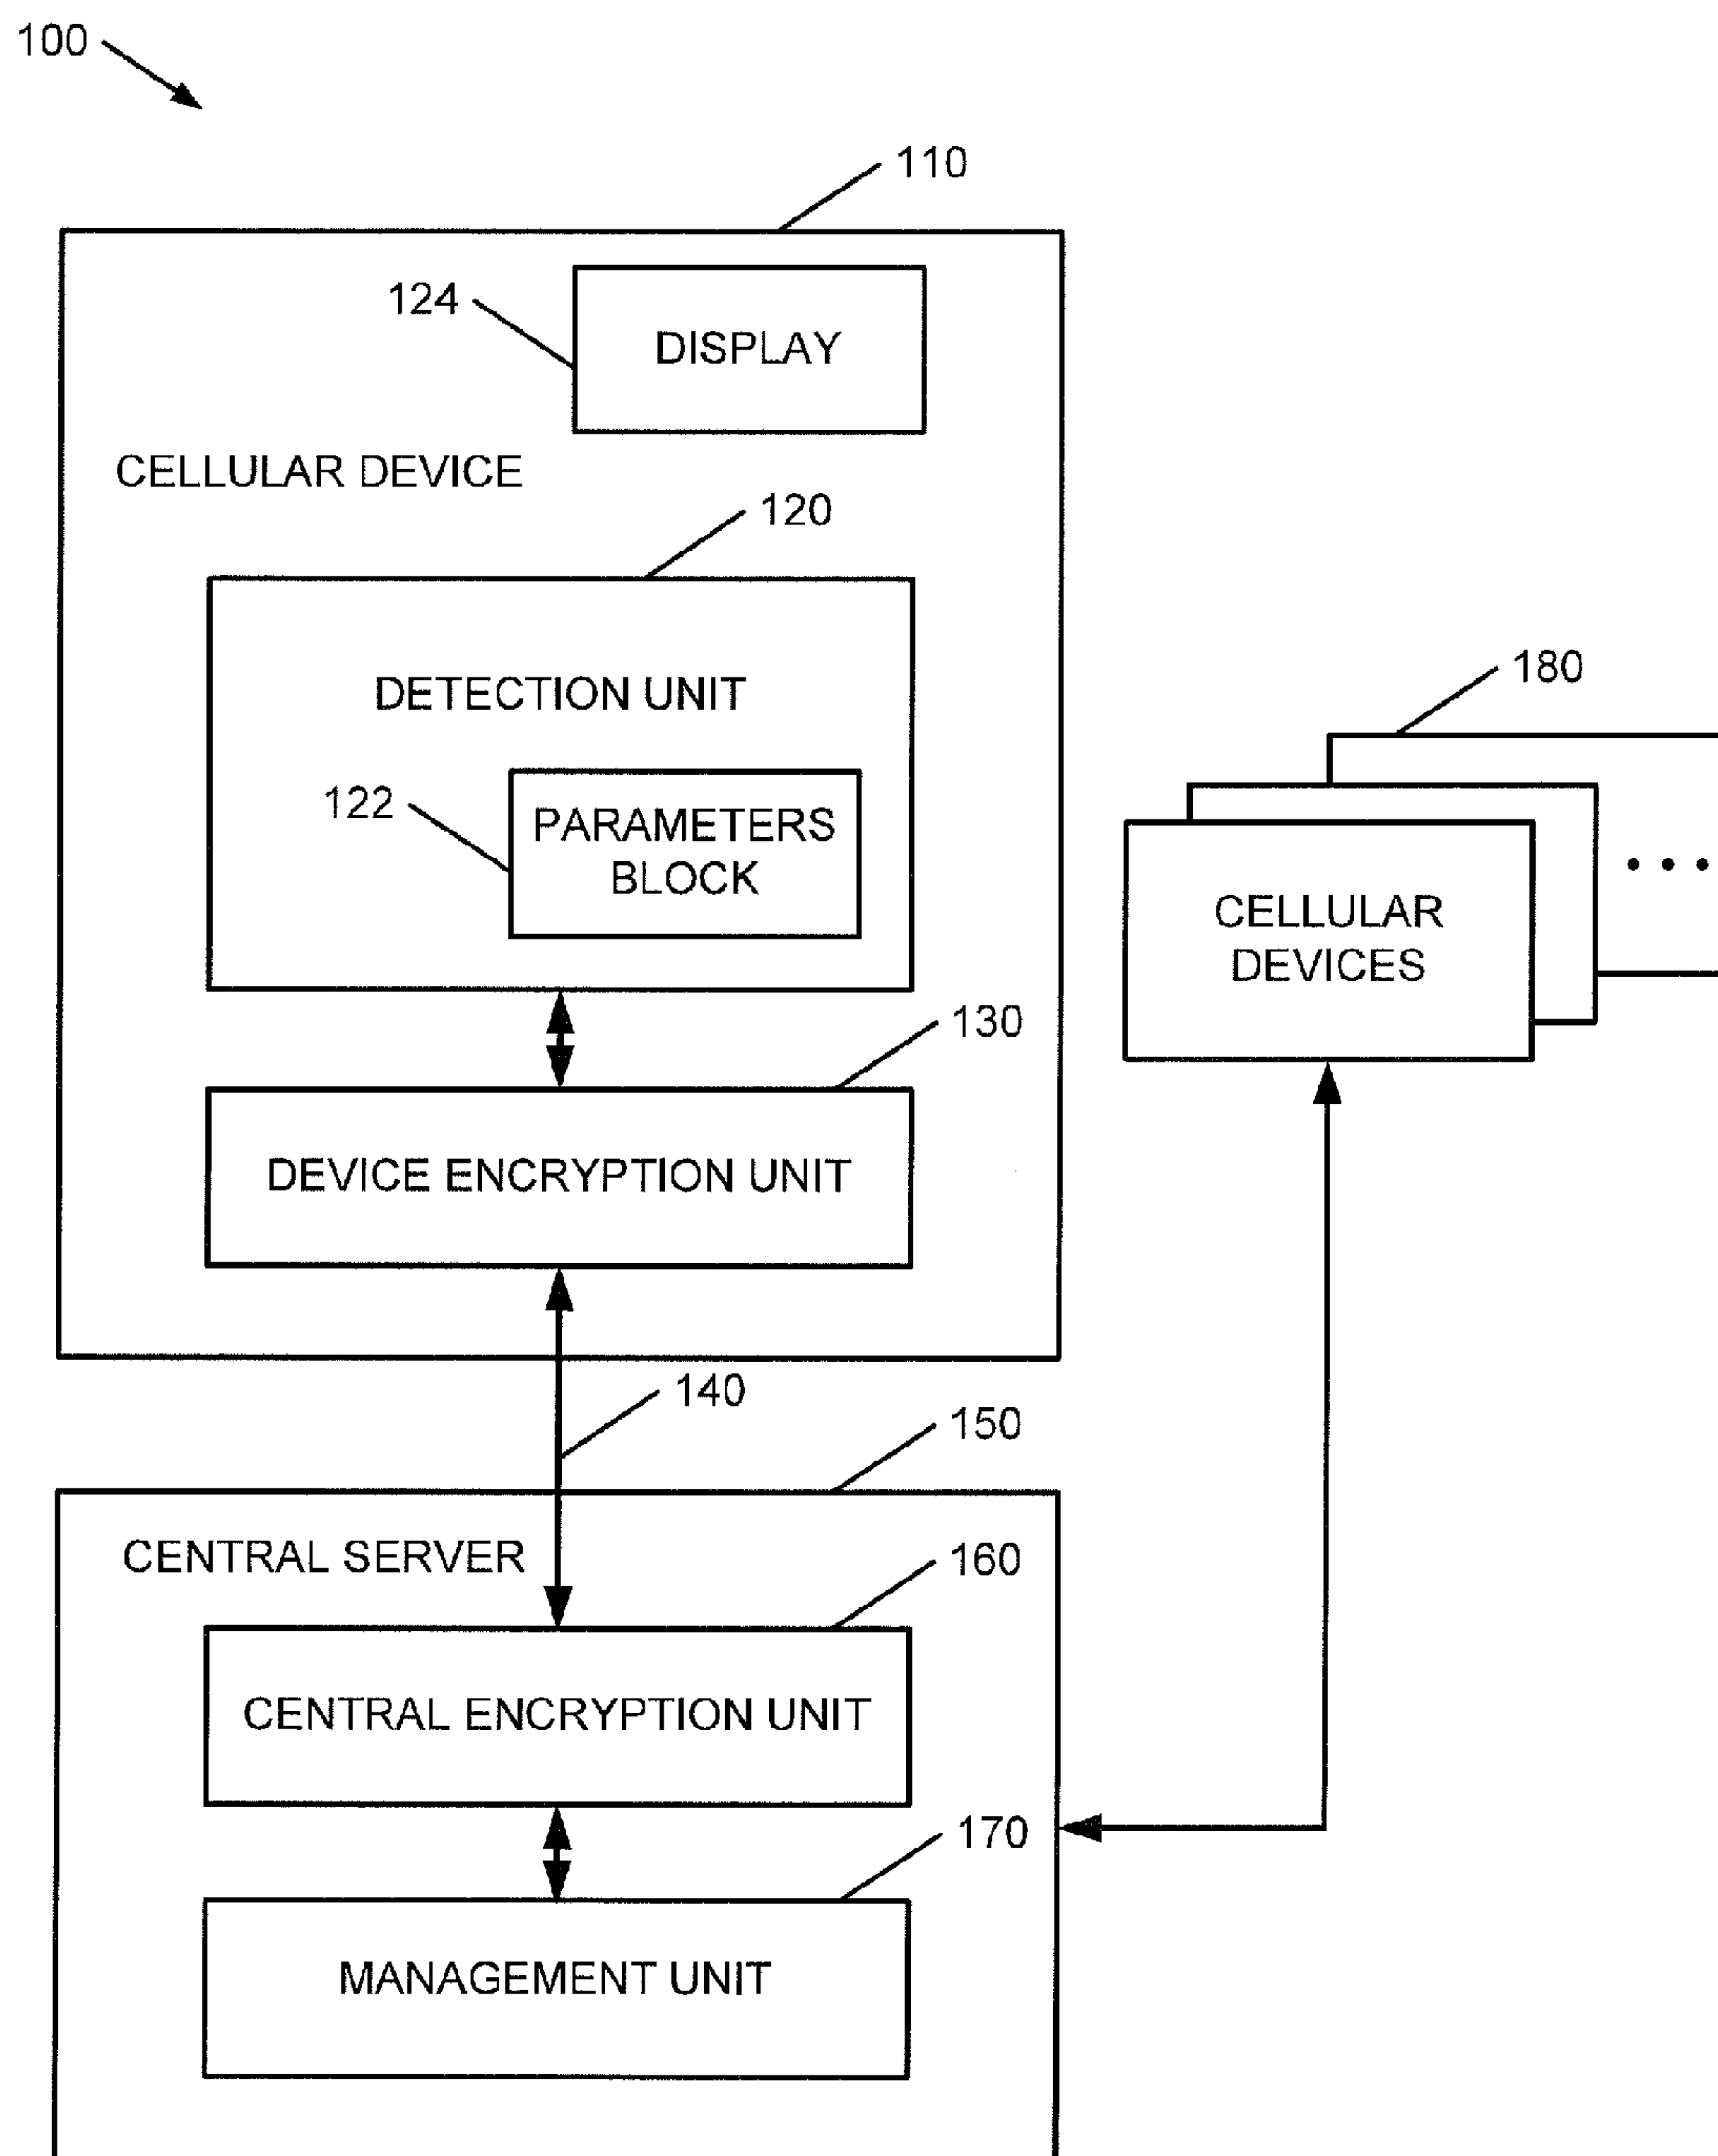 100
110
124
DISPLAY
CELLULAR DEVICE
120
DETECTION UNIT
122
PARAMETERS
BLOCK
180
CELLULAR
DEVICES
130
DEVICE ENCRYPTION UNIT
140
150
CENTRAL SERVER
160
CENTRAL ENCRYPTION UNIT
170
MANAGEMENT UNIT